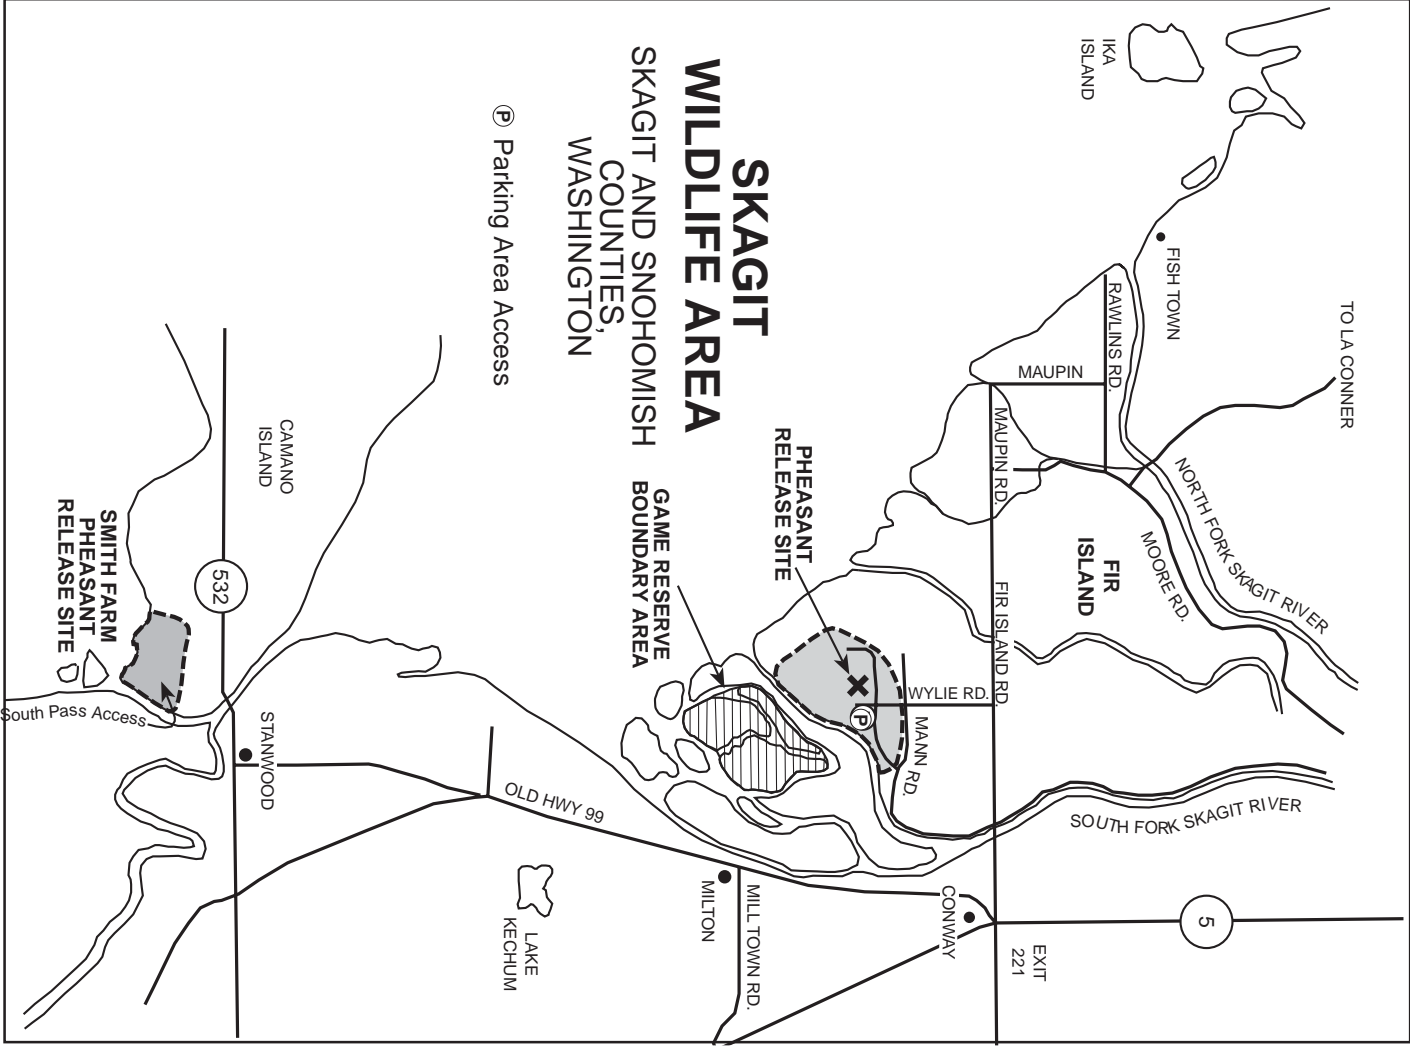 SKAGIT
WILDLIFE AREA
SKAGIT AND SNOHOMISH
COUNTIES,
WASHINGTON
P Parking Area Access
IKA
ISLAND
FISH TOWN
TO LA CONNER
RAWLINS RD.
MAUPIN
MAUPIN RD.
NORTH FORK SKAGIT RIVER
MOORE RD.
FIR
ISLAND
FIR ISLAND RD.
PHEASANT
RELEASE SITE
GAME RESERVE
BOUNDARY AREA
WYLIE RD.
P
MANN RD.
SOUTH FORK SKAGIT RIVER
5
EXIT
221
CONWAY
MILL TOWN RD.
MILTON
OLD HWY 99
LAKE
KECHUM
CAMANO
ISLAND
532
STANWOOD
SMITH FARM
PHEASANT
RELEASE SITE
South Pass Access